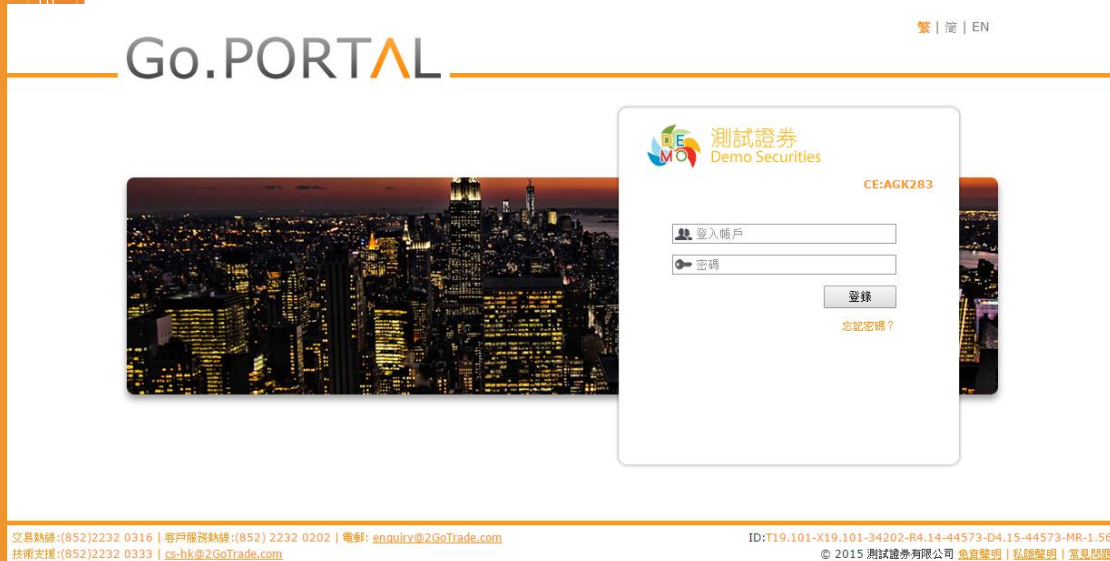 繁 | 简 | EN
Go.PORTAL
DEMO
測試證券
Demo Securities
CE:AGK283
登入帳戶
密碼
登錄
忘記密碼？
交易熱線:(852)2232 0316 | 客戶服務熱線:(852) 2232 0202 | 電郵: enquiry@2GoTrade.com
技術支援:(852)2232 0333 | cs-hk@2GoTrade.com
ID:T19.101-X19.101-34202-R4.14-44573-D4.15-44573-MR-1.56
© 2015 測試證券有限公司 免責聲明 | 私隱聲明 | 常見問題